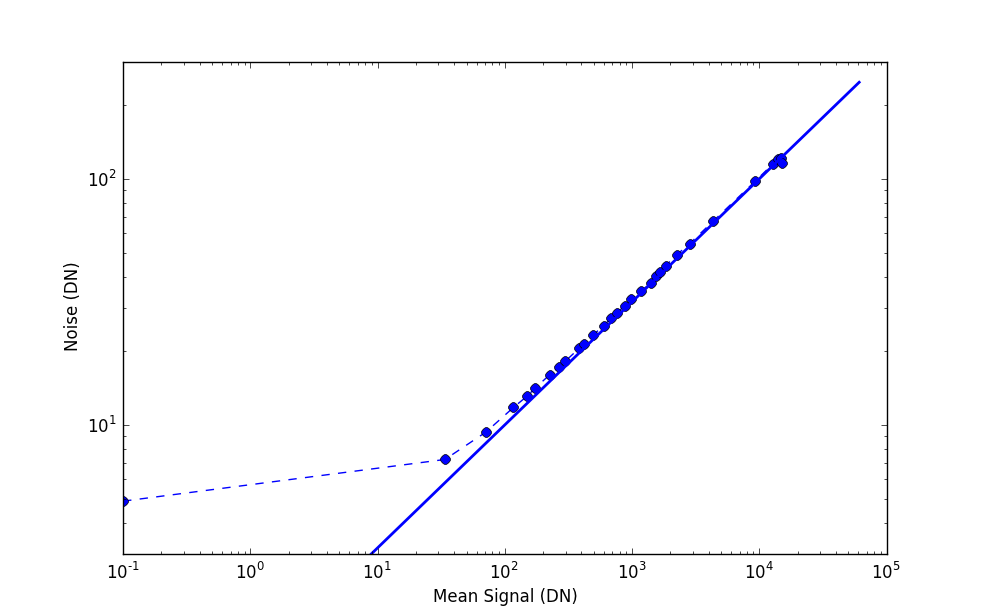 10²
10¹
Noise (DN)
10⁻¹ 10⁰ 10¹ 10² 10³ 10⁴ 10⁵
Mean Signal (DN)